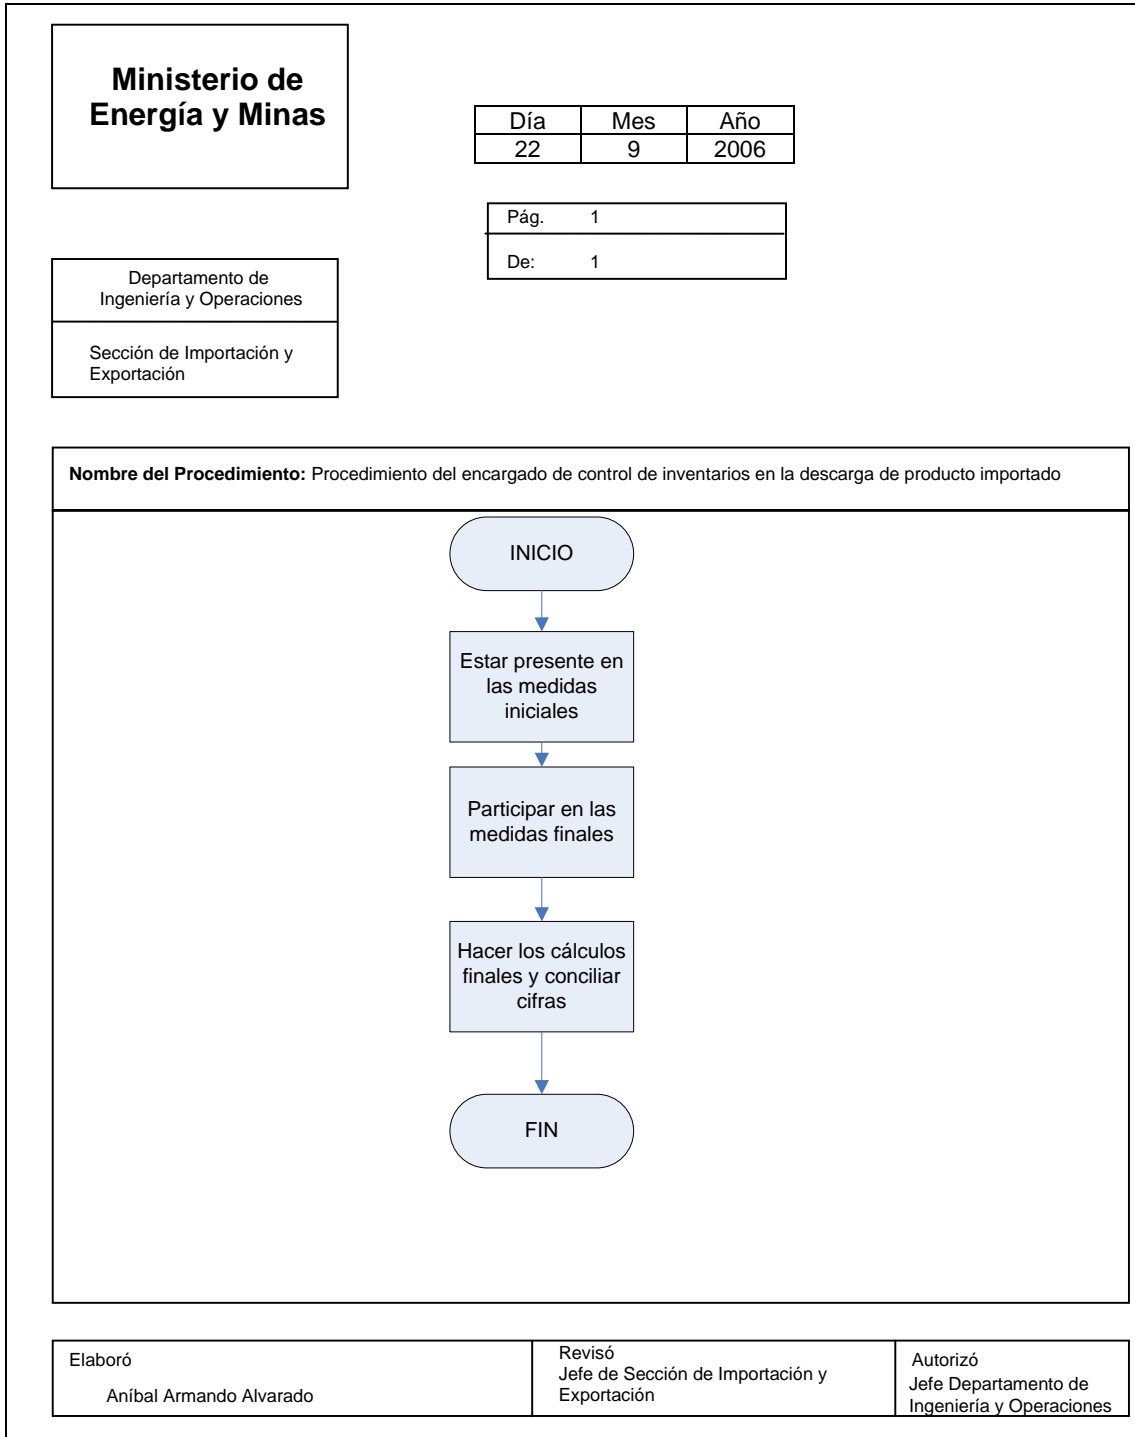 Ministerio de
Energía y Minas
Día Mes Año
22 9 2006
Pág. 1
De: 1
Departamento de
Ingeniería y Operaciones
Sección de Importación y
Exportación
Nombre del Procedimiento: Procedimiento del encargado de control de inventarios en la descarga de producto importado
INICIO
Estar presente en
las medidas
iniciales
Participar en las
medidas finales
Hacer los cálculos
finales y conciliar
cifras
FIN
Elaboró
Aníbal Armando Alvarado
Revisó
Jefe de Sección de Importación y
Exportación
Autorizó
Jefe Departamento de
Ingeniería y Operaciones